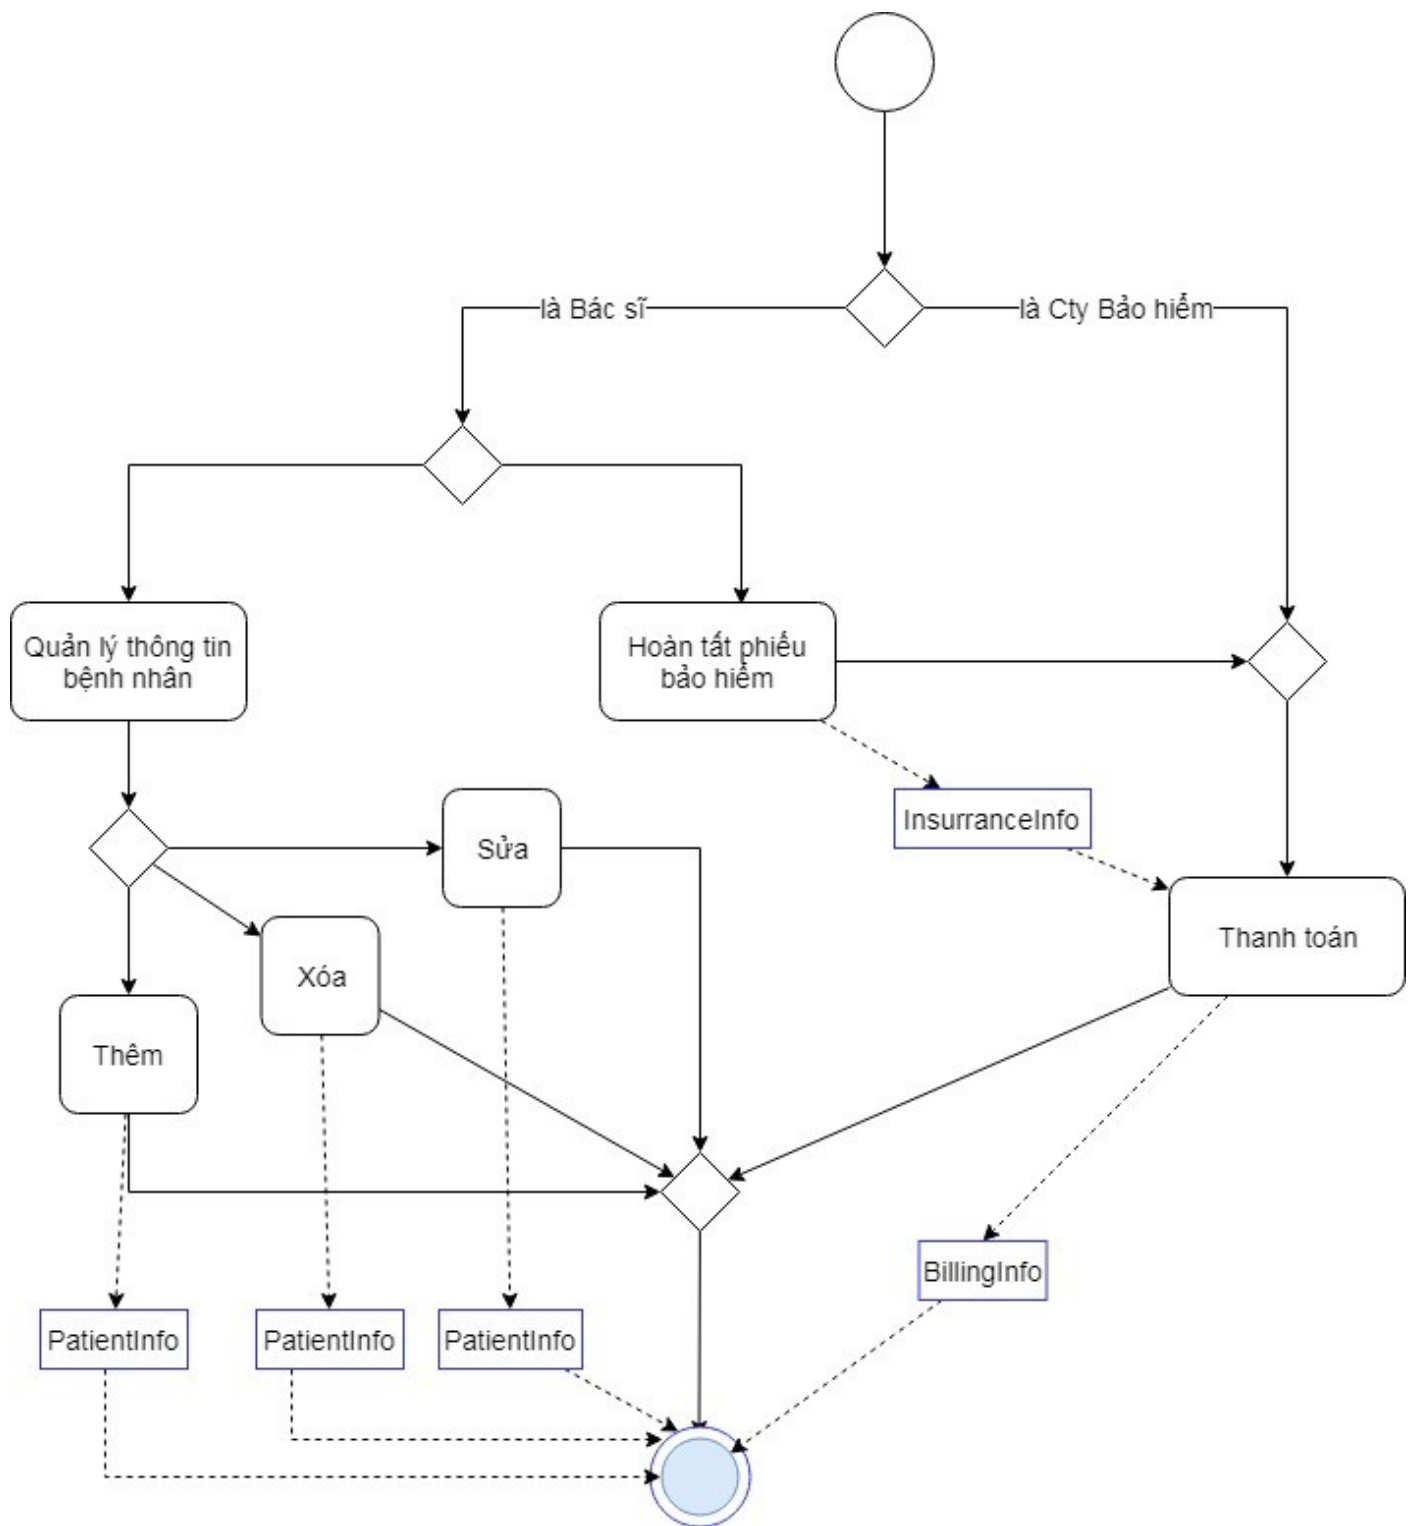 là Bác sĩ
là Cty Bảo hiểm
Quản lý thông tin
bệnh nhân
Hoàn tất phiếu
bảo hiểm
InsurranceInfo
Sửa
Thanh toán
Xóa
Thêm
BillingInfo
PatientInfo
PatientInfo
PatientInfo